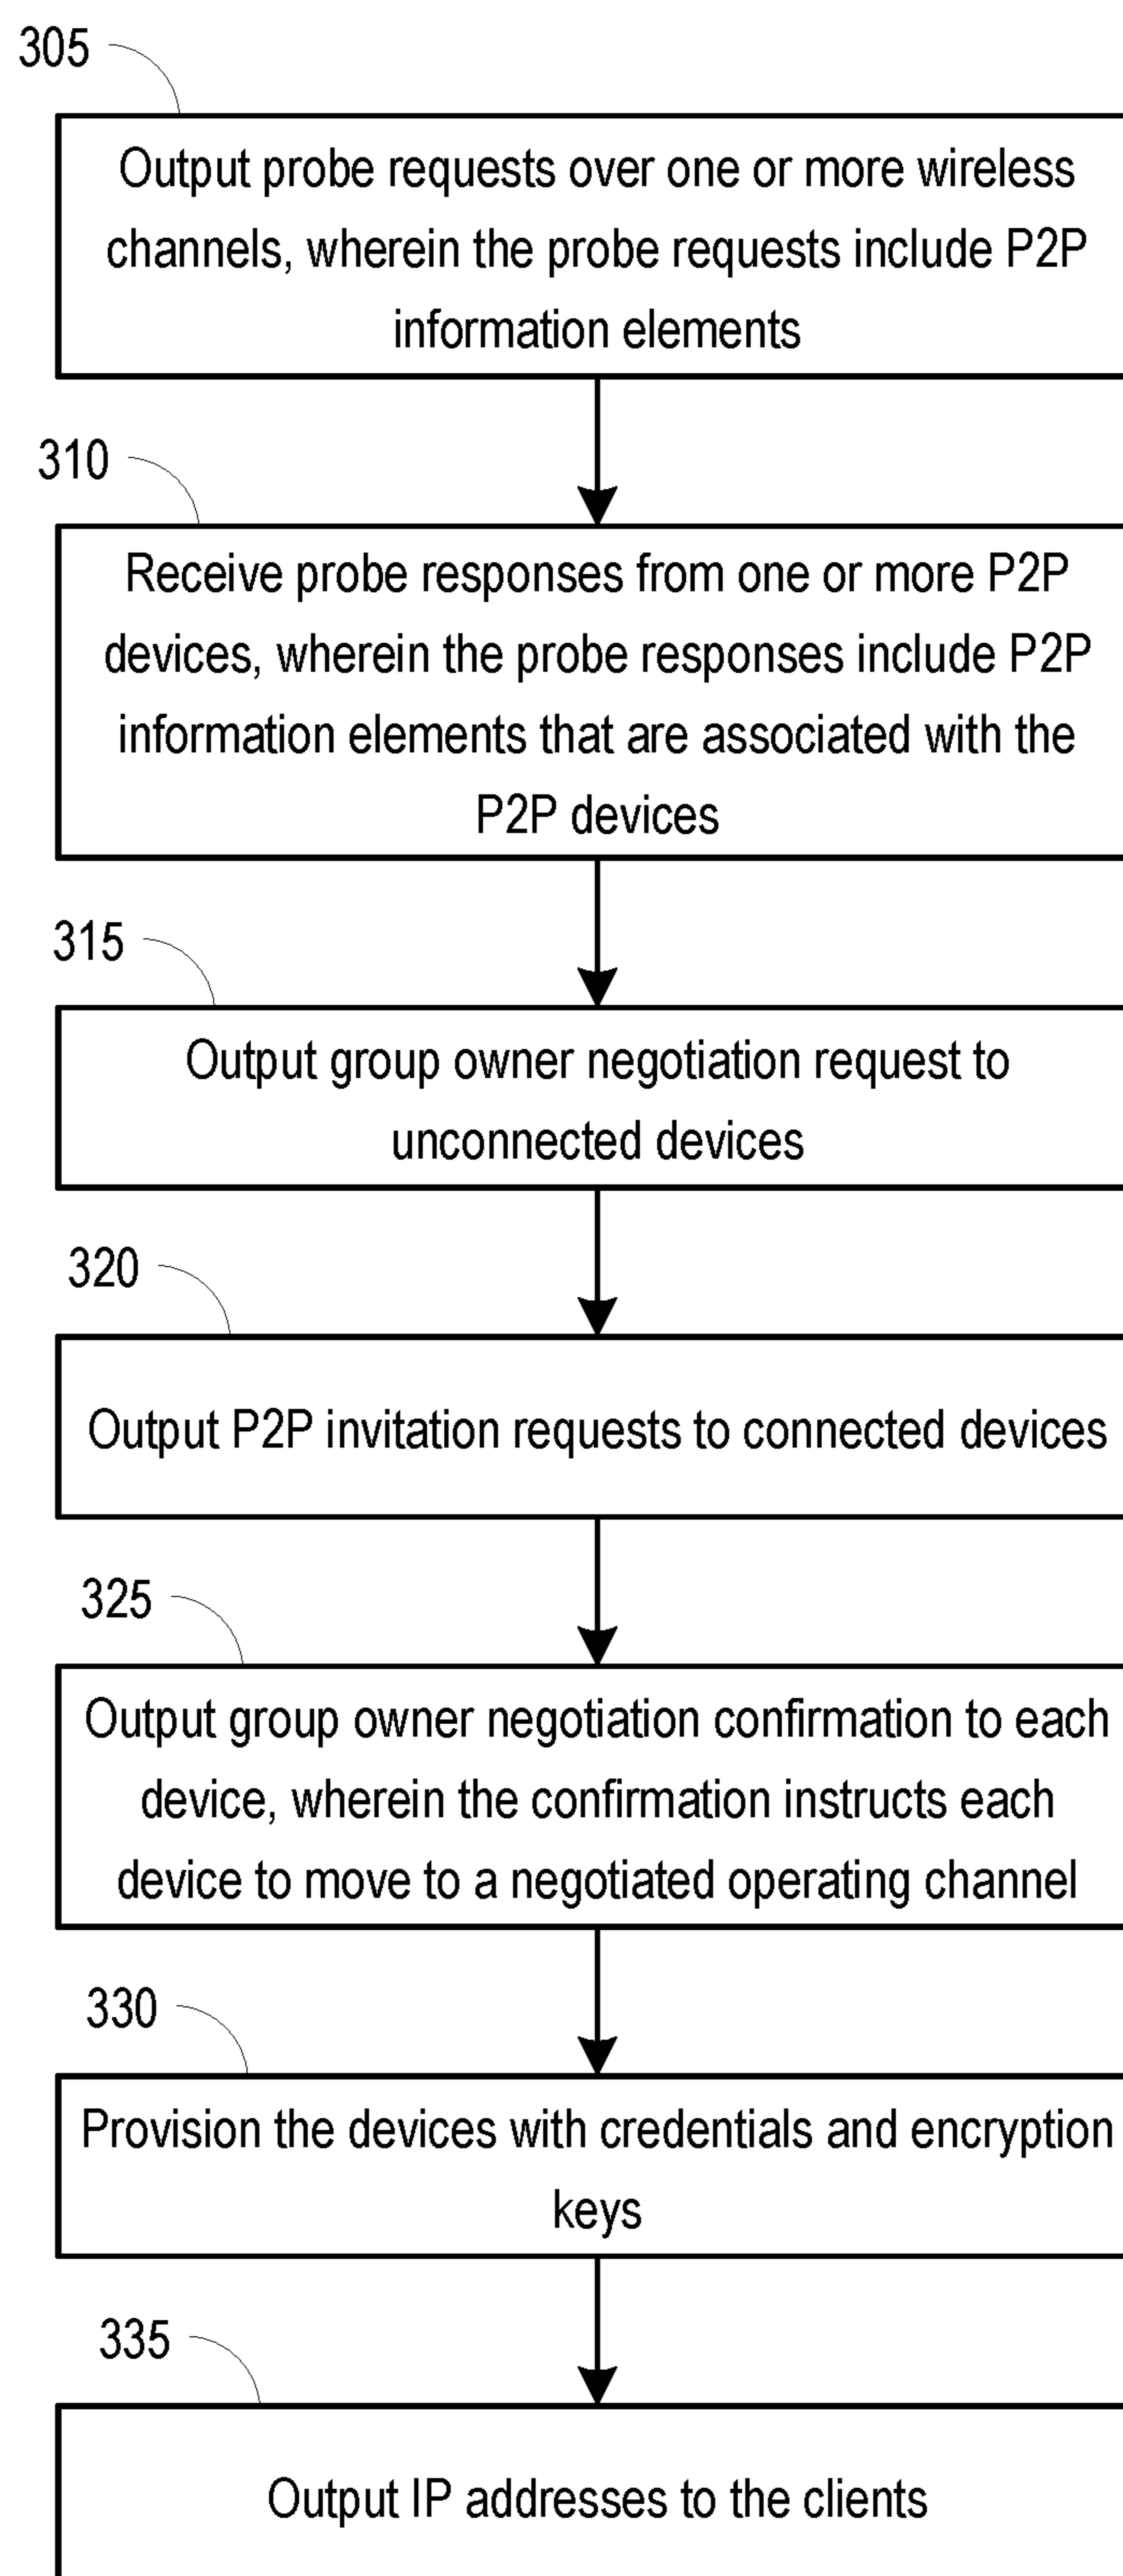 305
Output probe requests over one or more wireless
channels, wherein the probe requests include P2P
information elements
310
Receive probe responses from one or more P2P
devices, wherein the probe responses include P2P
information elements that are associated with the
P2P devices
315
Output group owner negotiation request to
unconnected devices
320
Output P2P invitation requests to connected devices
325
Output group owner negotiation confirmation to each
device, wherein the confirmation instructs each
device to move to a negotiated operating channel
330
Provision the devices with credentials and encryption
keys
335
Output IP addresses to the clients